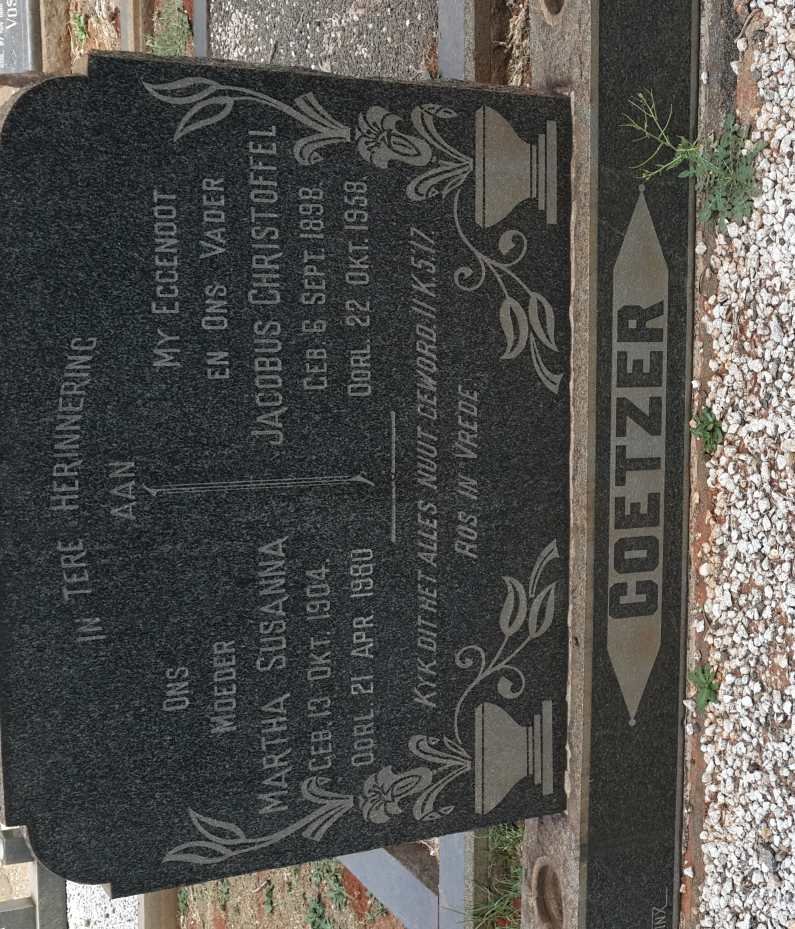 IN TERE HERINNERING
AAN
ONS
MOEDER
MARTHA SUSANNA
GEB. 13 OKT. 1904.
OORL. 21 APR. 1980
MY EGGENOOT
EN ONS VADER
JACOBUS CHRISTOFFEL
GEB. 6 SEPT. 1898.
OORL. 22 OKT. 1958.
KYK. DIT HET ALLES NUUT GEWORD. II K. 5:17
RUS IN VREDE.
COETZER